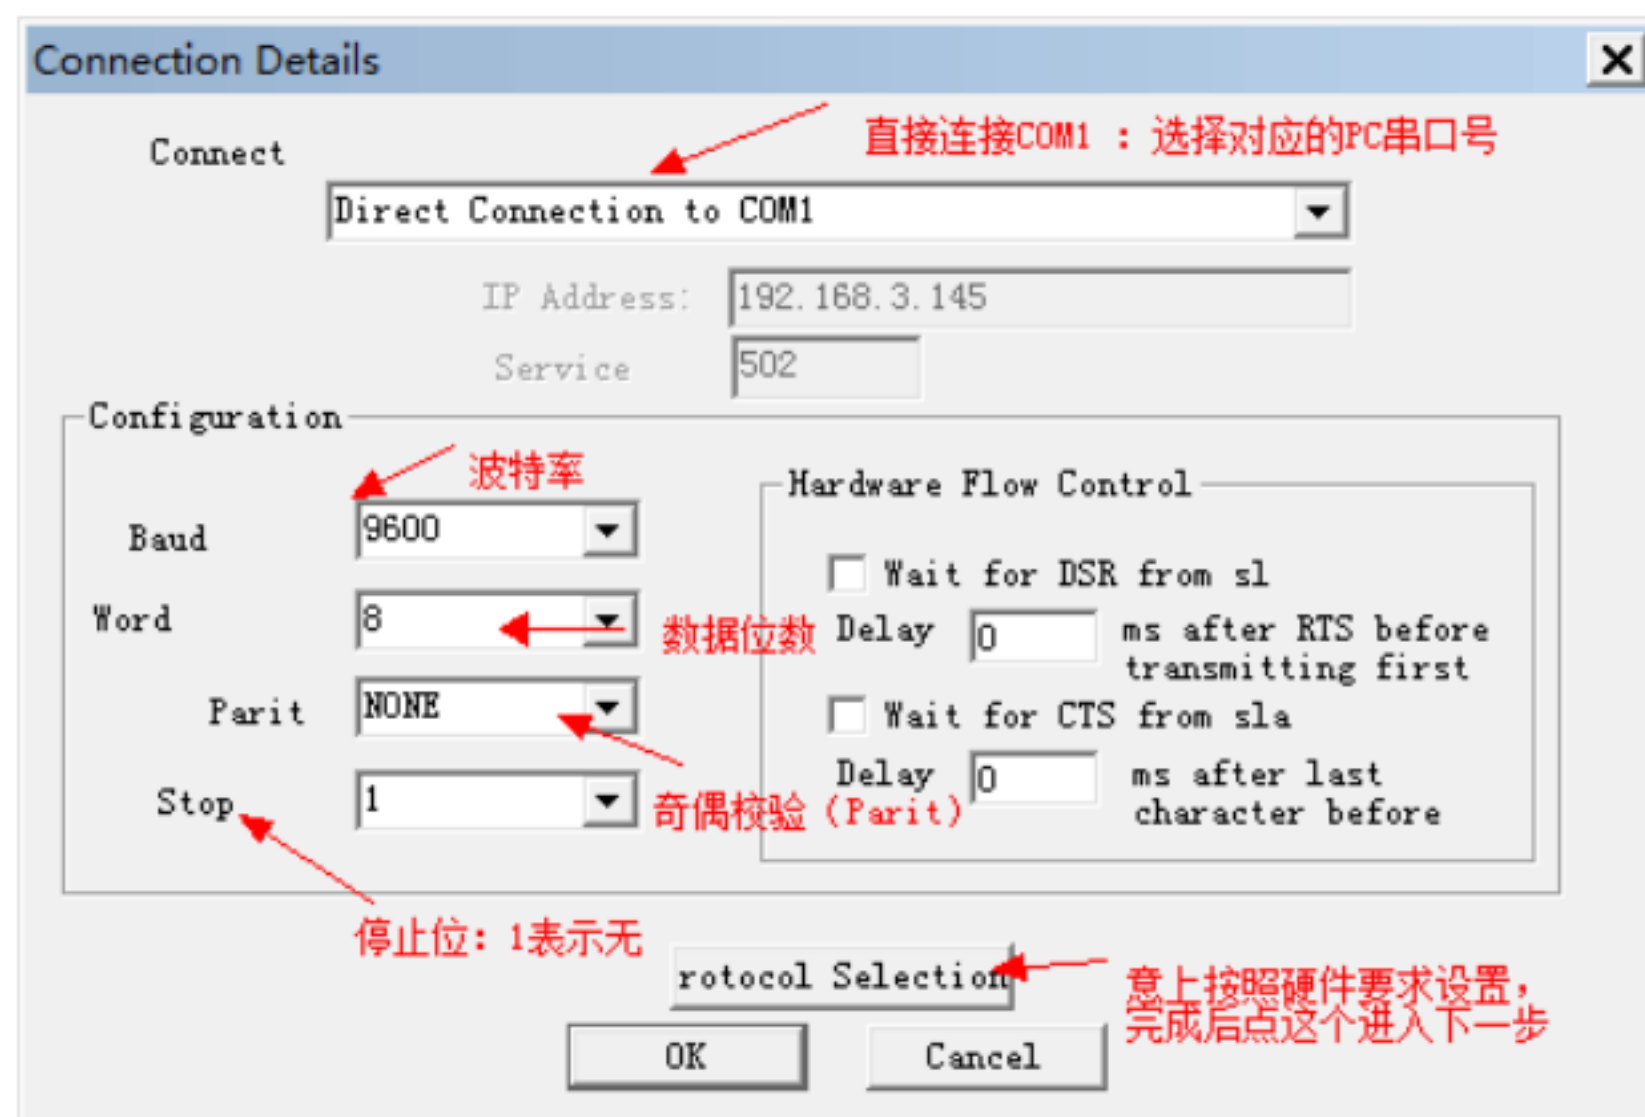 Connection Details
直接连接COM1 ：选择对应的PC串口号
Connect
Direct Connection to COM1
IP Address:
192.168.3.145
Service
502
Configuration
波特率
Baud
9600
Word
8
数据位数
Parit
NONE
奇偶校验（Parit）
Stop
1
停止位：1表示无
Hardware Flow Control
Wait for DSR from sl
Delay
0
ms after RTS before
transmitting first
Wait for CTS from sla
Delay
0
ms after last
character before
rotocol Selection
意上按照硬件要求设置，
完成后点这个进入下一步
OK
Cancel